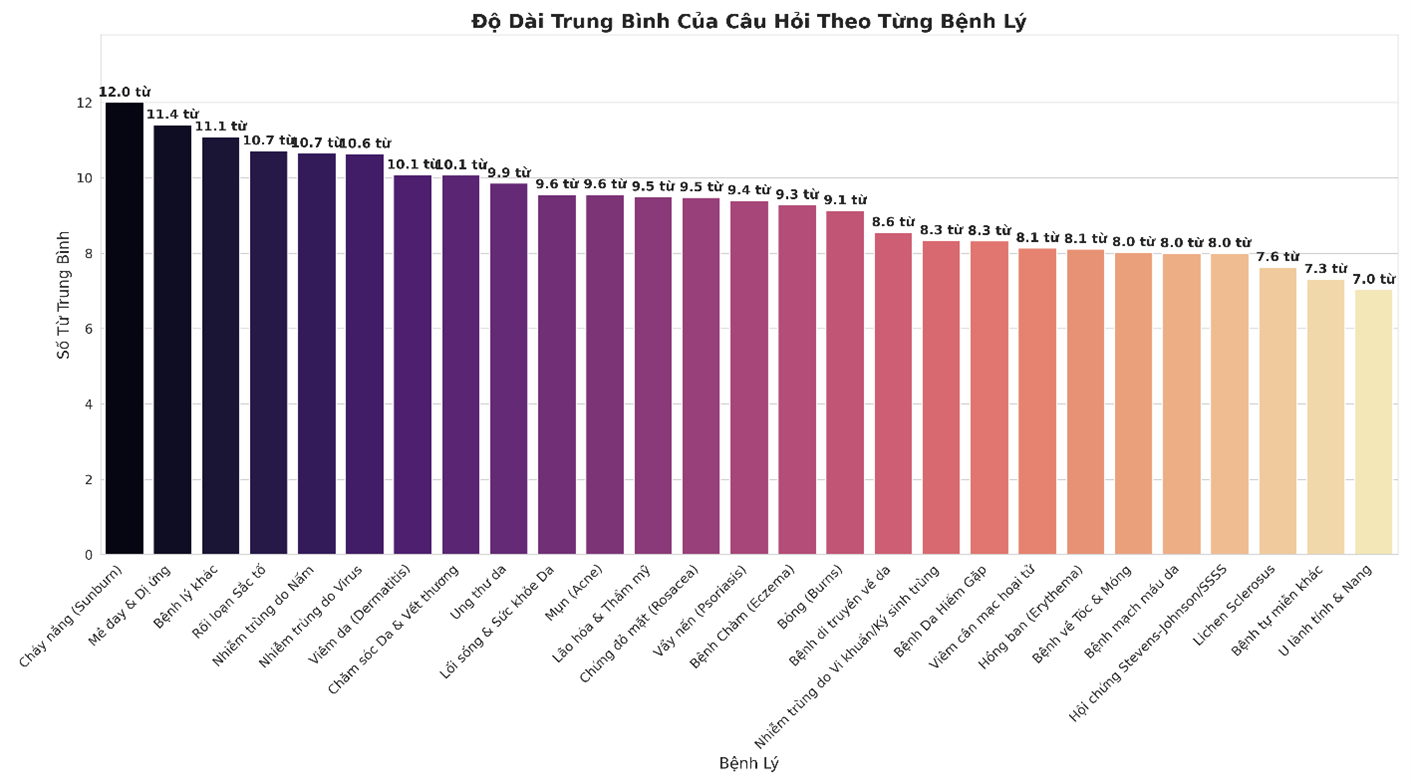 Độ Dài Trung Bình Của Câu Hỏi Theo Từng Bệnh Lý
Số Từ Trung Bình
12
10
8
6
4
2
0
12.0 từ
11.4 từ
11.1 từ
10.7 từ
10.7 từ
10.6 từ
10.1 từ
10.1 từ
9.9 từ
9.6 từ
9.6 từ
9.5 từ
9.5 từ
9.4 từ
9.3 từ
9.1 từ
8.6 từ
8.3 từ
8.3 từ
8.1 từ
8.1 từ
8.0 từ
8.0 từ
8.0 từ
7.6 từ
7.3 từ
7.0 từ
Cháy nắng (Sunburn)
Mề đay & Dị ứng
Bệnh lý khác
Rối loạn Sắc tố
Nhiễm trùng do Nấm
Nhiễm trùng do Virus
Viêm da (Dermatitis)
Chăm sóc Da & Vết thương
Ung thư da
Lối sống & Sức khỏe Da
Mụn (Acne)
Lão hóa & Thẩm mỹ
Chứng đỏ mặt (Rosacea)
Vẩy nến (Psoriasis)
Bệnh Chàm (Eczema)
Bỏng (Burns)
Bệnh di truyền về da
Nhiễm trùng do Vi khuẩn/Ký sinh trùng
Bệnh Da Hiếm Gặp
Viêm cân mạc hoại tử
Hồng ban (Erythema)
Bệnh về Tóc & Móng
Bệnh mạch máu da
Hội chứng Stevens-Johnson/SSSS
Lichen Sclerosus
Bệnh tự miễn khác
U lành tính & Nang
Bệnh Lý